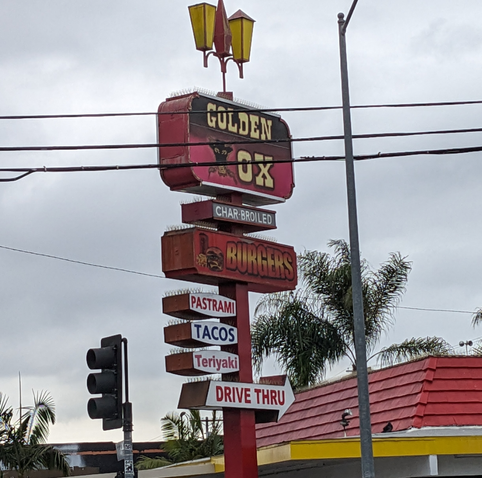 GOLDEN
OX
CHAR-BROILED
BURGERS
PASTRAMI
TACOS
Teriyaki
DRIVE THRU